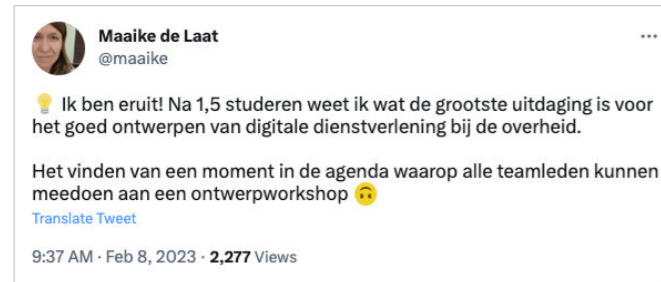 Maaike de Laat
@maaike
💡 Ik ben eruit! Na 1,5 studeren weet ik wat de grootste uitdaging is voor
het goed ontwerpen van digitale dienstverlening bij de overheid.
Het vinden van een moment in de agenda waarop alle teamleden kunnen
meedoen aan een ontwerpworkshop 🙃
Translate Tweet
9:37 AM · Feb 8, 2023 · 2,277 Views